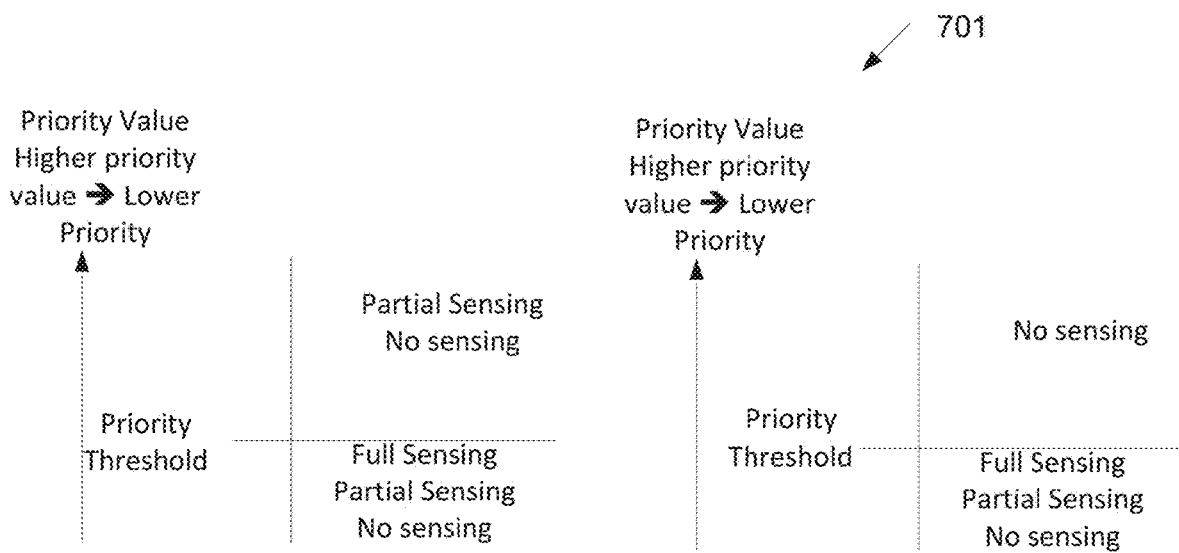 701
Priority Value
Higher priority
value ➔ Lower
Priority
Partial Sensing
No sensing
Priority
Threshold
Full Sensing
Partial Sensing
No sensing
Priority Value
Higher priority
value ➔ Lower
Priority
No sensing
Priority
Threshold
Full Sensing
Partial Sensing
No sensing